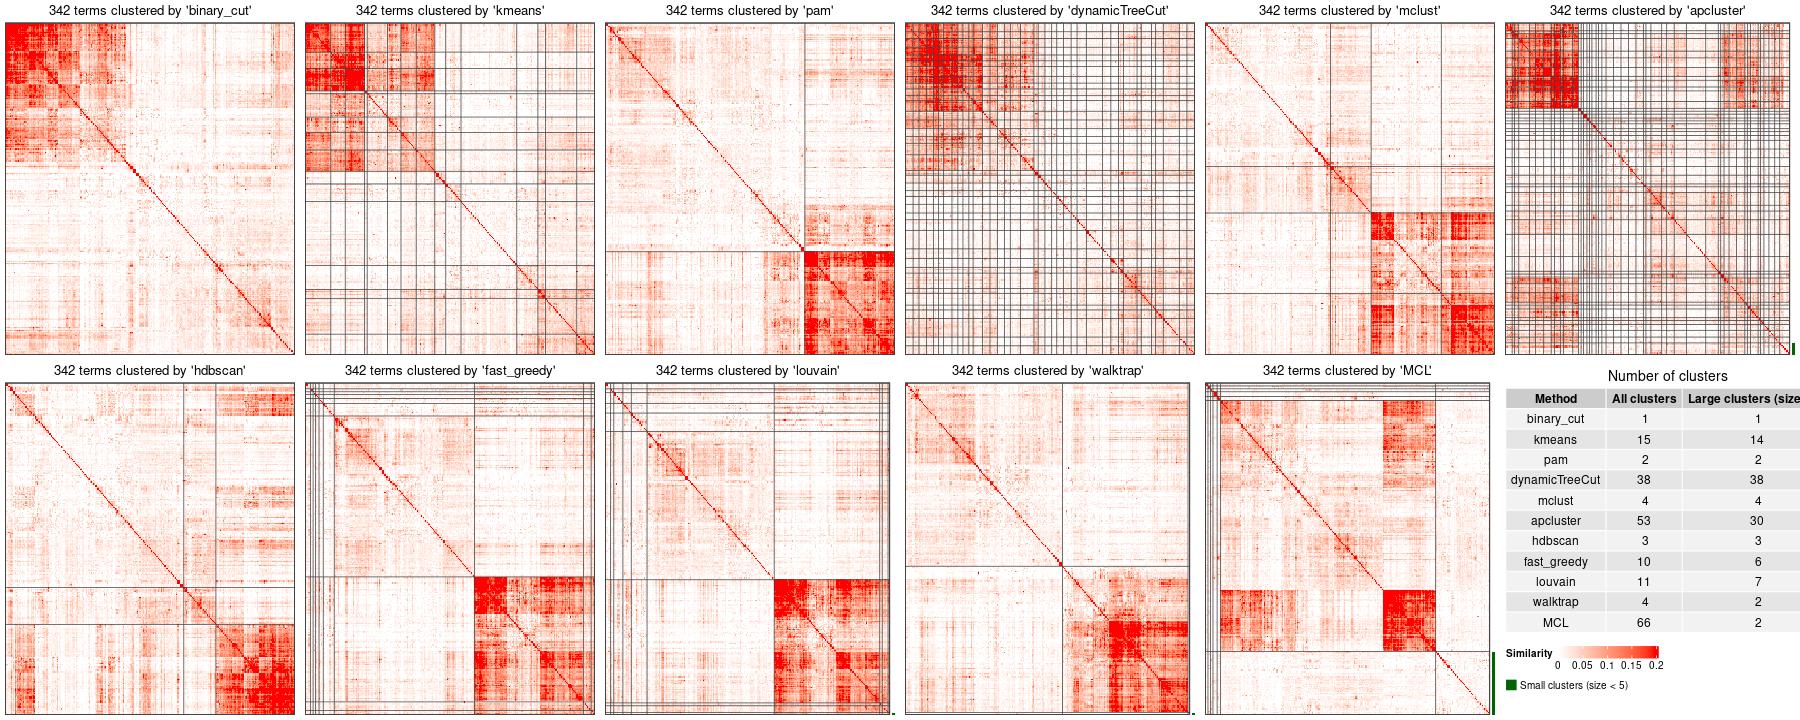 342 terms clustered by 'binary_cut'
342 terms clustered by 'kmeans'
342 terms clustered by 'pam'
342 terms clustered by 'dynamicTreeCut'
342 terms clustered by 'mclust'
342 terms clustered by 'apcluster'
342 terms clustered by 'hdbscan'
342 terms clustered by 'fast_greedy'
342 terms clustered by 'louvain'
342 terms clustered by 'walktrap'
342 terms clustered by 'MCL'
Number of clusters
Method All clusters Large clusters (size
binary_cut 1 1
kmeans 15 14
pam 2 2
dynamicTreeCut 38 38
mclust 4 4
apcluster 53 30
hdbscan 3 3
fast_greedy 10 6
louvain 11 7
walktrap 4 2
MCL 66 2
Similarity
0 0.05 0.1 0.15 0.2
Small clusters (size < 5)